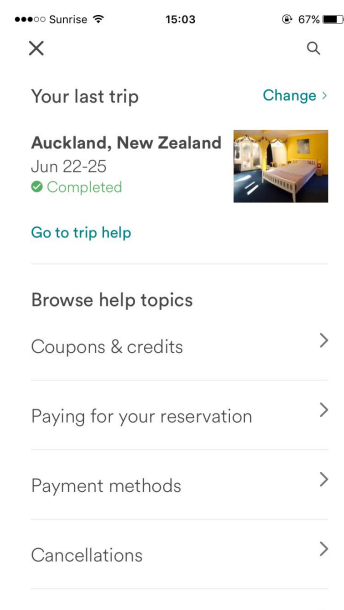 Sunrise 15:03 67%
Your last trip Change
Auckland, New Zealand
Jun 22-25
Completed
Go to trip help
Browse help topics
Coupons & credits
Paying for your reservation
Payment methods
Cancellations